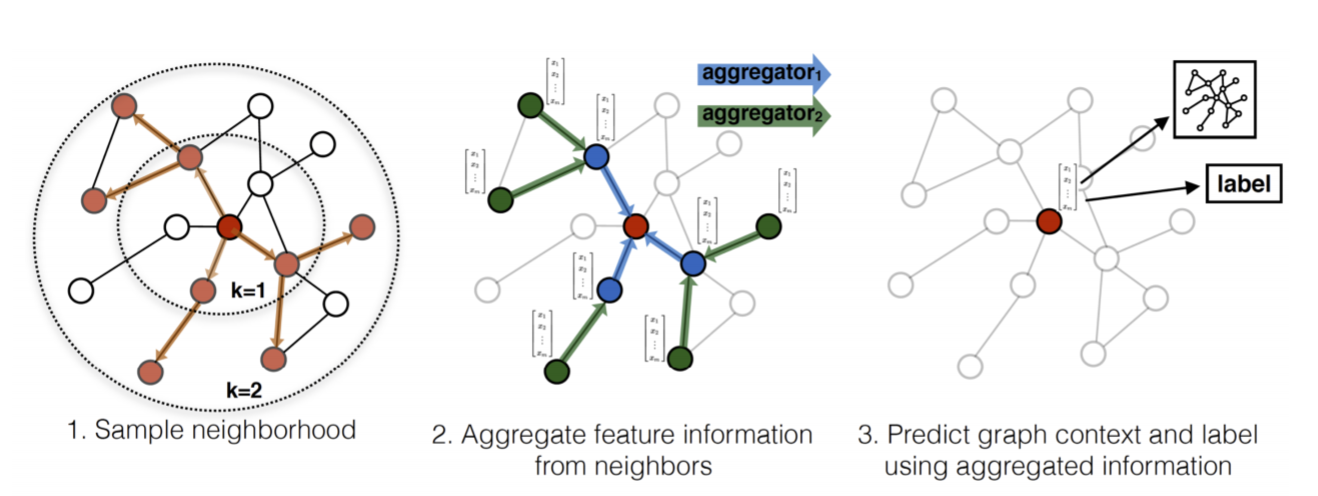 k=1
k=2
1. Sample neighborhood
aggregator₁
aggregator₂
2. Aggregate feature information
from neighbors
label
3. Predict graph context and label
using aggregated information